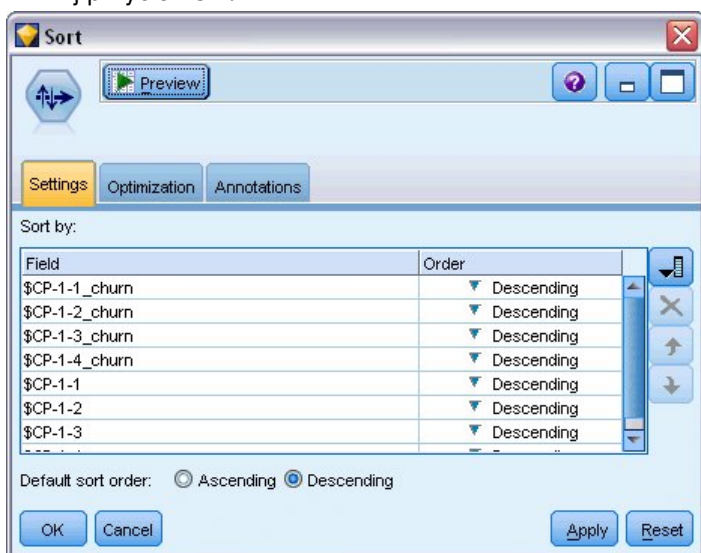 Sort
Preview
Settings Optimization Annotations
Sort by:
Field Order
$CP-1-1_churn Descending
$CP-1-2_churn Descending
$CP-1-3_churn Descending
$CP-1-4_churn Descending
$CP-1-1 Descending
$CP-1-2 Descending
$CP-1-3 Descending
Default sort order: Ascending Descending
OK Cancel Apply Reset